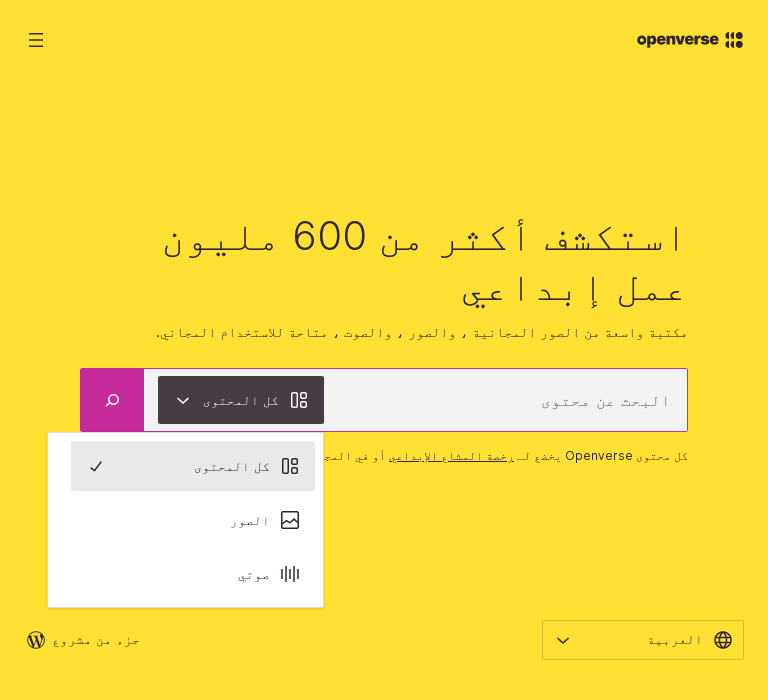 openverse
استكشف أكثر من 600 مليون
عمل إبداعي
مكتبة واسعة من الصور المجانية ، والصور ، والصوت ، متاحة للاستخدام المجاني.
البحث عن محتوى
كل المحتوى
كل محتوى Openverse يخضع لـ رخصة المشاع الإبداعي أو في
كل المحتوى
الصور
صوتي
العربية
جزء من مشروع